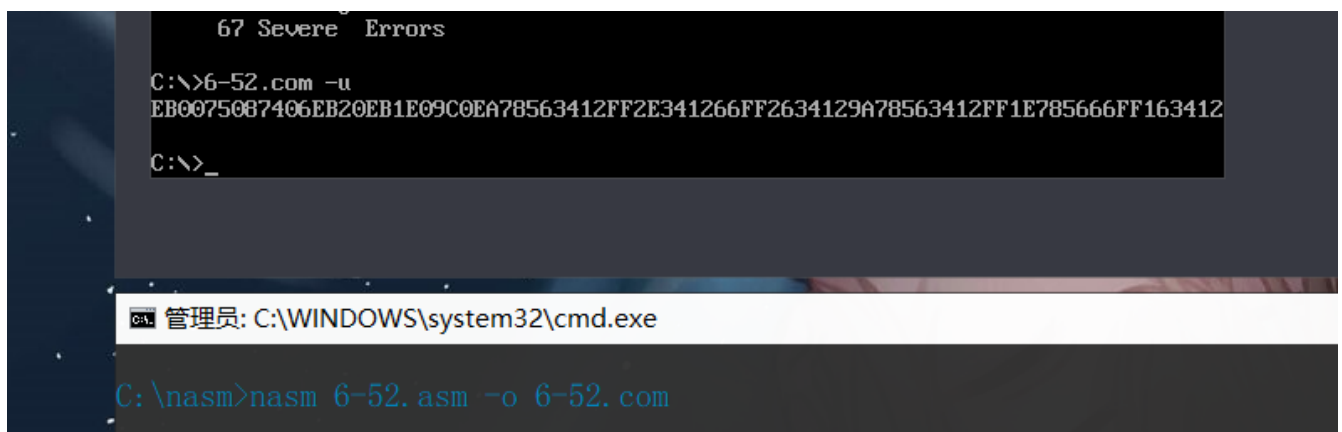 67 Severe  Errors
C:\>6-52.com -u
EB0075087406EB20EB1E09C0EA78563412FF2E341266FF2634129A78563412FF1E785666FF163412
C:\>_
管理员: C:\WINDOWS\system32\cmd.exe
C:\nasm>nasm 6-52.asm -o 6-52.com